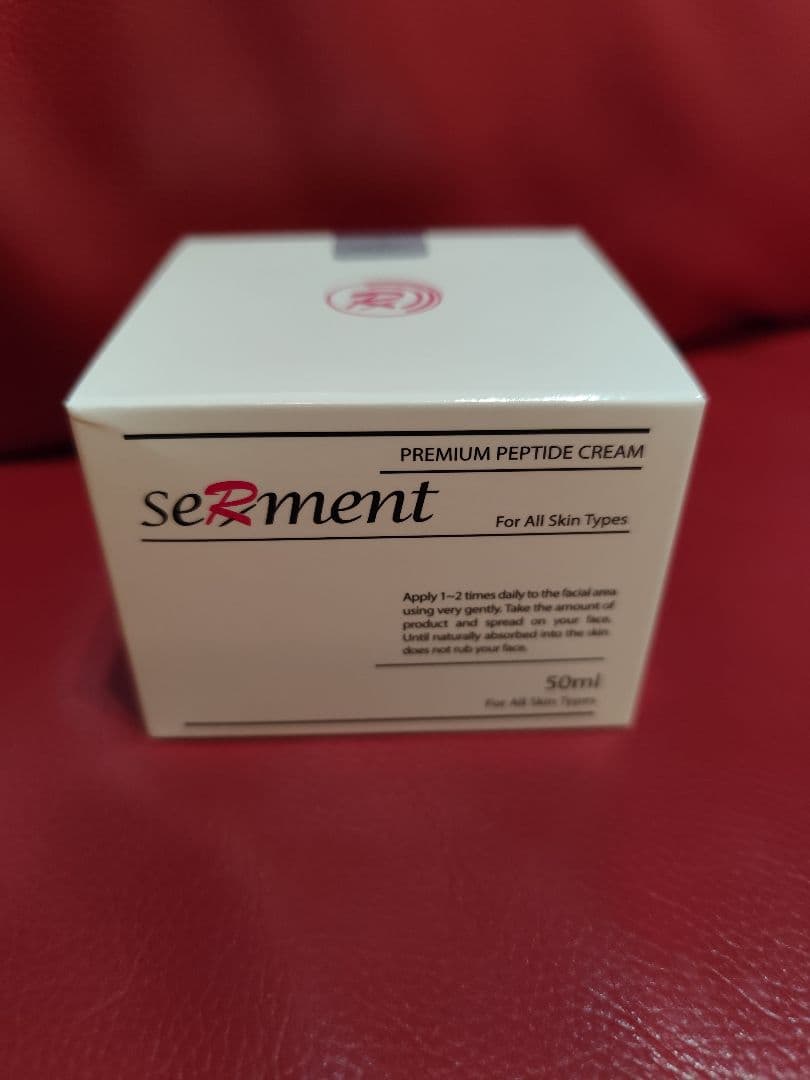 PREMIUM PEPTIDE CREAM
seRment
For All Skin Types
Apply 1~2 times daily to the facial area
using very gently. Take the amount of
product and spread on your face.
Until naturally absorbed into the skin
does not rub your face.
50ml
For All Skin Types